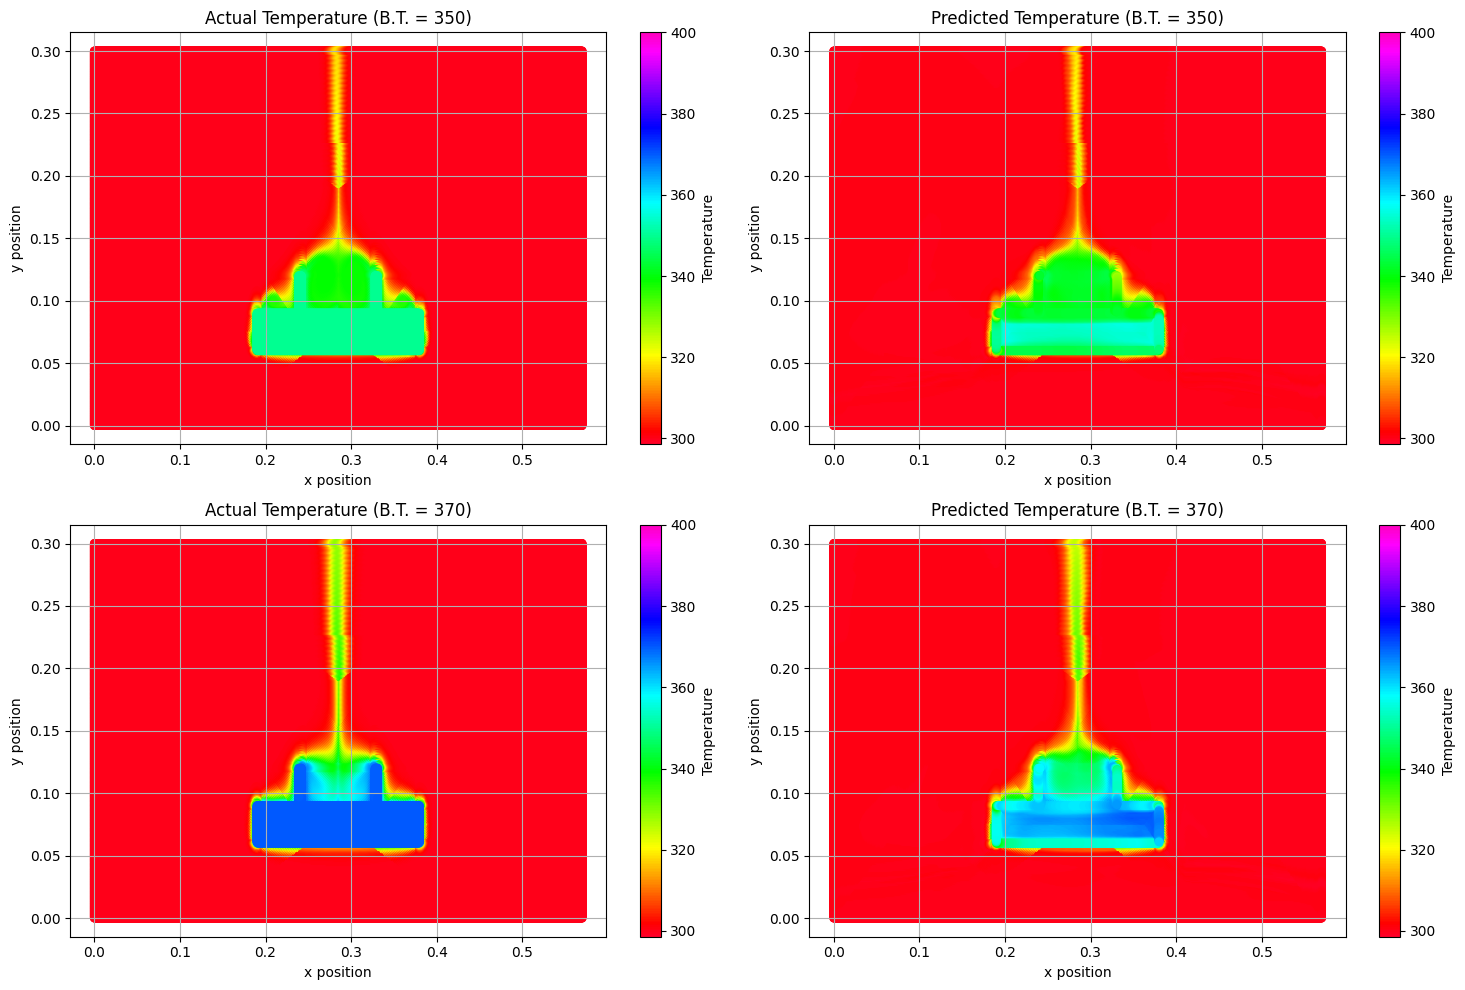 Actual Temperature (B.T. = 350)
0.30
0.25
0.20
0.15
0.10
0.05
0.00
y position
0.0 0.1 0.2 0.3 0.4 0.5
x position
400
380
360
340
320
300
Temperature
Predicted Temperature (B.T. = 350)
0.30
0.25
0.20
0.15
0.10
0.05
0.00
y position
0.0 0.1 0.2 0.3 0.4 0.5
x position
400
380
360
340
320
300
Temperature
Actual Temperature (B.T. = 370)
0.30
0.25
0.20
0.15
0.10
0.05
0.00
y position
0.0 0.1 0.2 0.3 0.4 0.5
x position
400
380
360
340
320
300
Temperature
Predicted Temperature (B.T. = 370)
0.30
0.25
0.20
0.15
0.10
0.05
0.00
y position
0.0 0.1 0.2 0.3 0.4 0.5
x position
400
380
360
340
320
300
Temperature